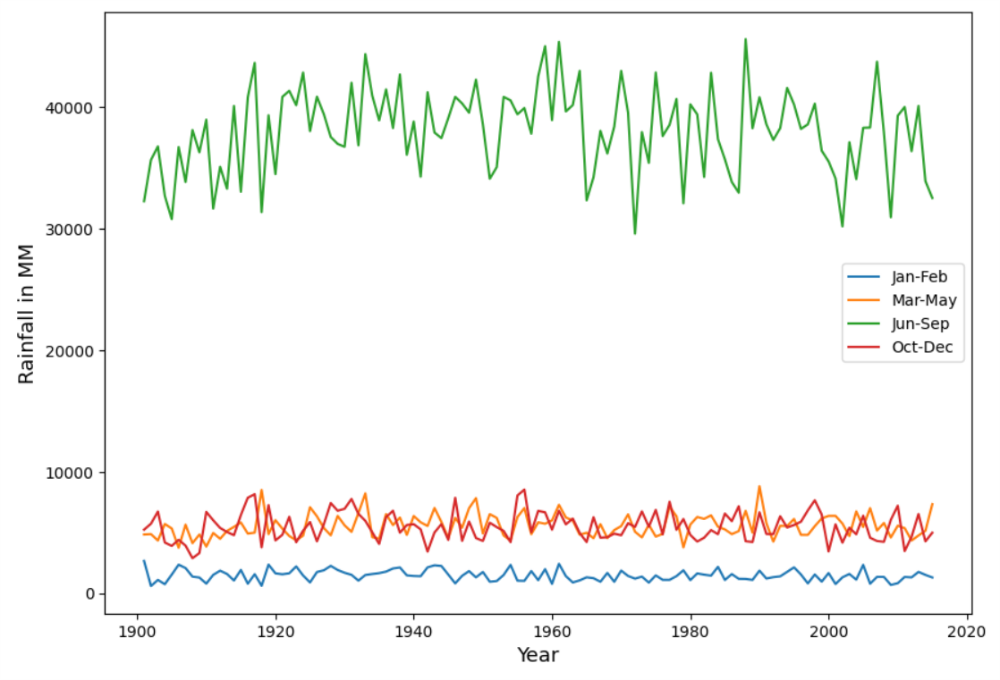 Rainfall in MM
40000
30000
20000
10000
0
Jan-Feb
Mar-May
Jun-Sep
Oct-Dec
1900 1920 1940 1960 1980 2000 2020
Year